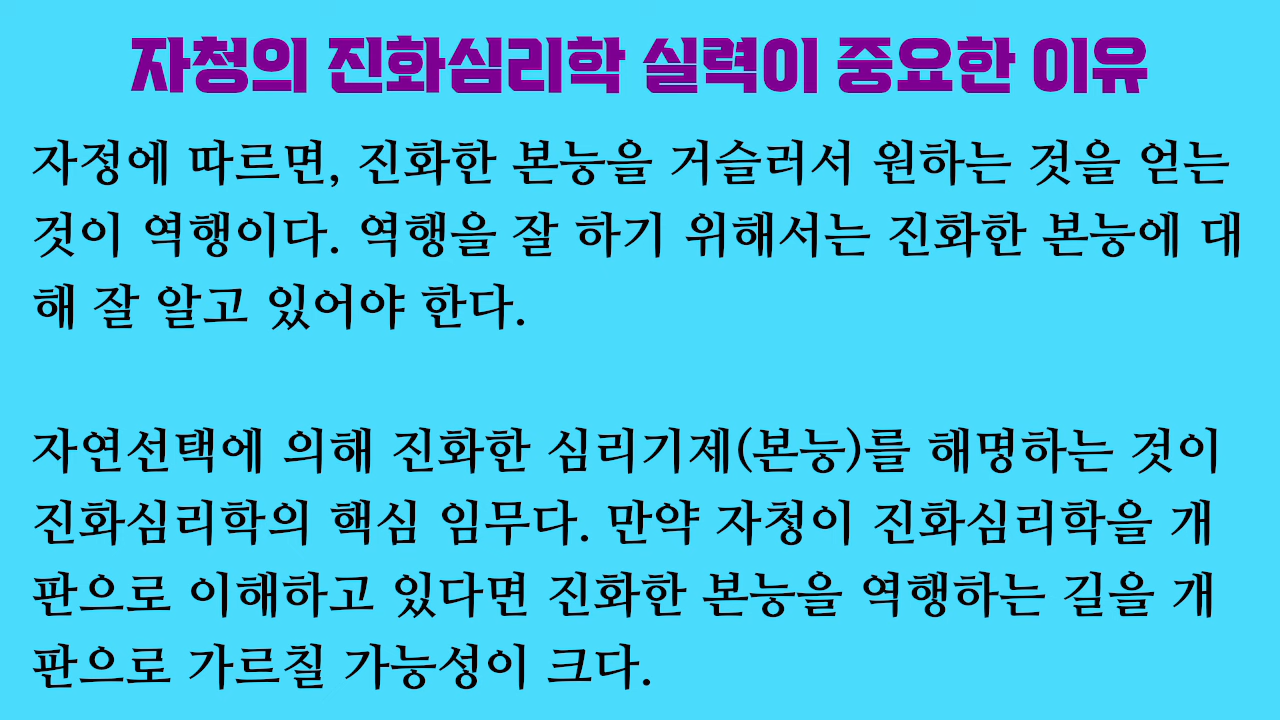 자청의 진화심리학 실력이 중요한 이유
자정에 따르면, 진화한 본능을 거슬러서 원하는 것을 얻는
것이 역행이다. 역행을 잘 하기 위해서는 진화한 본능에 대
해 잘 알고 있어야 한다.
자연선택에 의해 진화한 심리기제(본능)를 해명하는 것이
진화심리학의 핵심 임무다. 만약 자청이 진화심리학을 개
판으로 이해하고 있다면 진화한 본능을 역행하는 길을 개
판으로 가르칠 가능성이 크다.